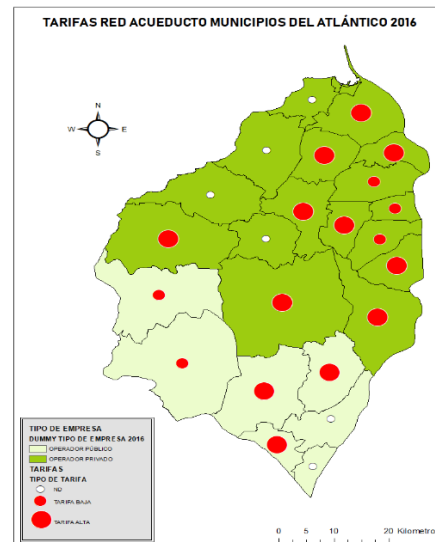 TARIFAS RED ACUEDUCTO MUNICIPIOS DEL ATLÁNTICO 2016
N
W E
S
TIPO DE EMPRESA
DUMMY TIPO DE EMPRESA 2016
OPERADOR PÚBLICO
OPERADOR PRIVADO
TARIFAS
TIPO DE TARIFA
ND
TARIFA BAJA
TARIFA ALTA
0 5 10 20 Kilometro